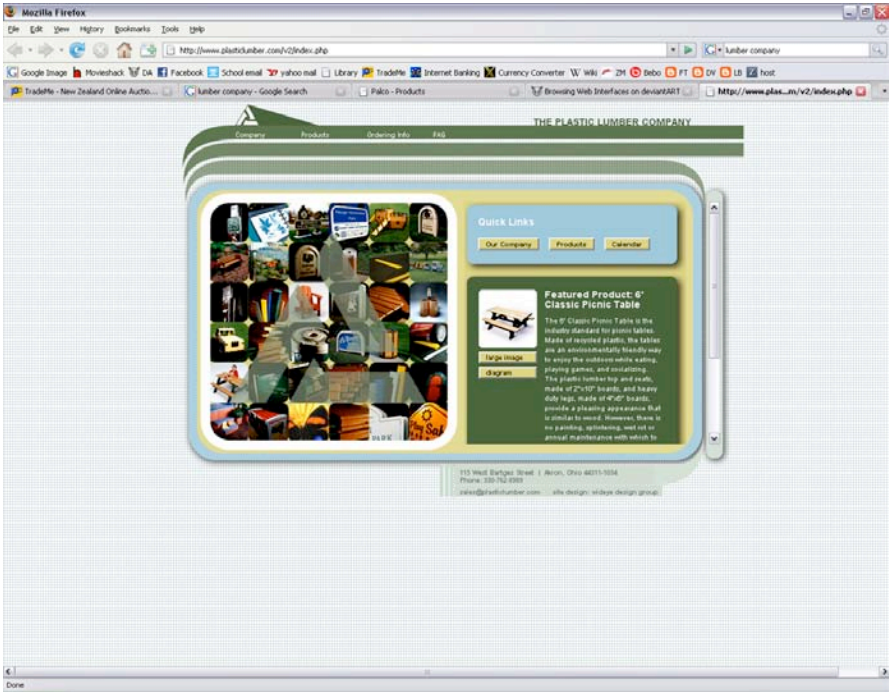 Mozilla Firefox
File Edit View History Bookmarks Tools Help
http://www.plasticlumber.com/v2/index.php
lumber company
Google Image Movieshack DA Facebook School email yahoo mail Library TradeMe Internet Banking Currency Converter Wiki ZM Bebo FT DV LB host
TradeMe - New Zealand Online Auctio... lumber company - Google Search Palco - Products Browsing Web Interfaces on deviantART http://www.plas...m/v2/index.php
THE PLASTIC LUMBER COMPANY
Company Products Ordering Info FAQ
Quick Links
Our Company Products Calendar
Featured Product: 6'
Classic Picnic Table
The 6' Classic Picnic Table is the
industry standard for picnic tables.
Made of recycled plastic, the tables
are an environmentally friendly way
to enjoy the outdoors while eating,
playing games, and socializing.
The plastic lumber top and seats,
made of 2"x10" boards, and heavy
duty legs, made of 4"x6" boards,
provide a pleasing appearance that
is similar to wood. However, there is
no painting, splintering, wet rot or
annual maintenance with which to
large image
diagram
PARK
Play Safe
115 West Bartges Street | Akron, Ohio 44311-1034
Phone: 330-762-8989
sales@plasticlumber.com site design: wideye design group
Done